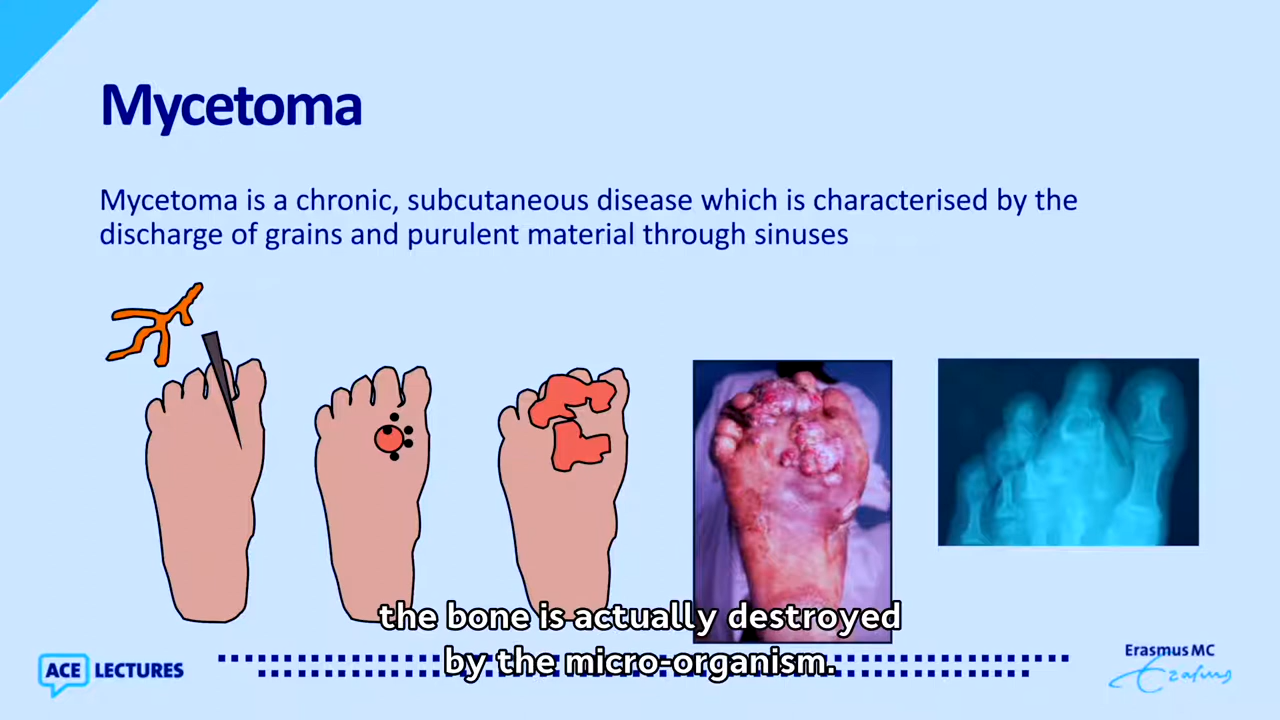 Mycetoma
Mycetoma is a chronic, subcutaneous disease which is characterised by the
discharge of grains and purulent material through sinuses
the bone is actually destroyed
by the micro-organism.
ACE LECTURES
Erasmus MC
Erasmus